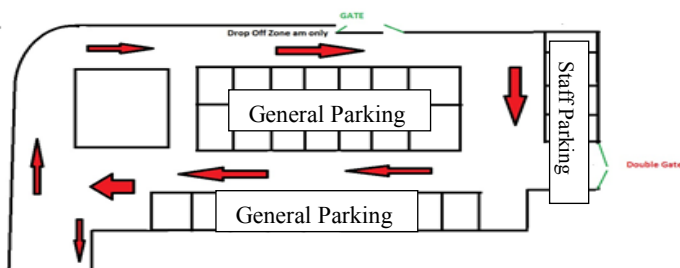 GATE
Drop Off Zone am only
General Parking
Staff Parking
Double Gate
General Parking